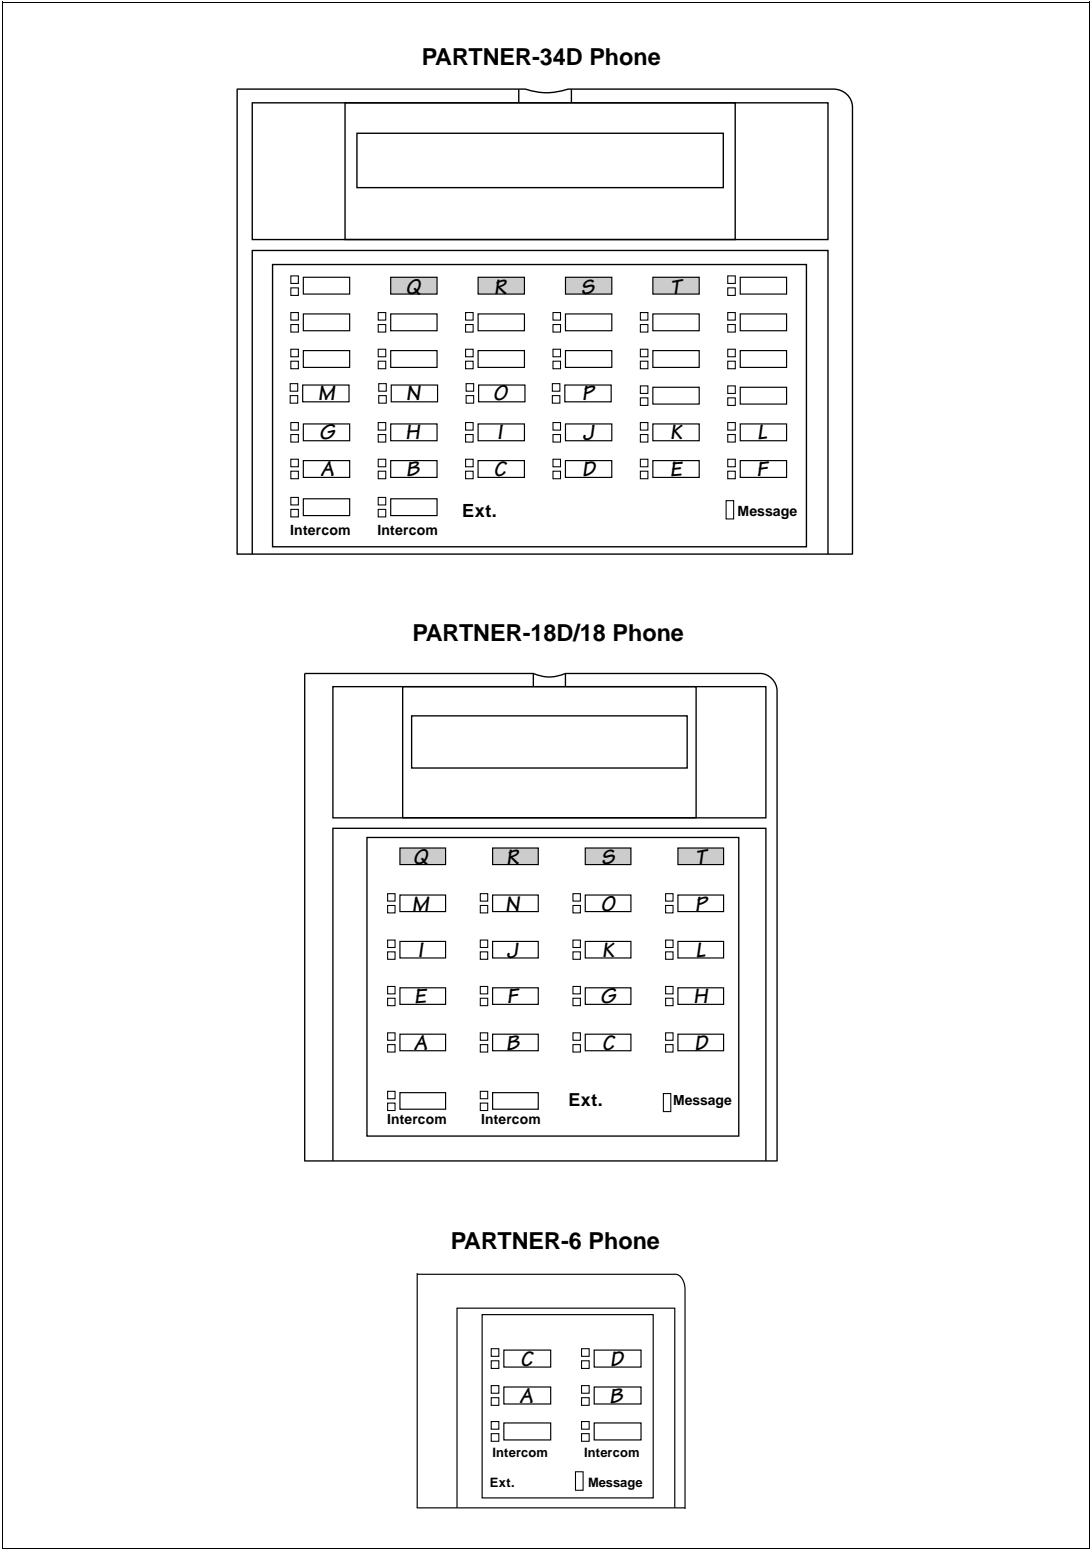 PARTNER-34D Phone
Q R S T
M N O P
G H I J K L
A B C D E F
Ext. Message
Intercom Intercom
PARTNER-18D/18 Phone
Q R S T
M N O P
I J K L
E F G H
A B C D
Ext. Message
Intercom Intercom
PARTNER-6 Phone
C D
A B
Intercom Intercom
Ext. Message